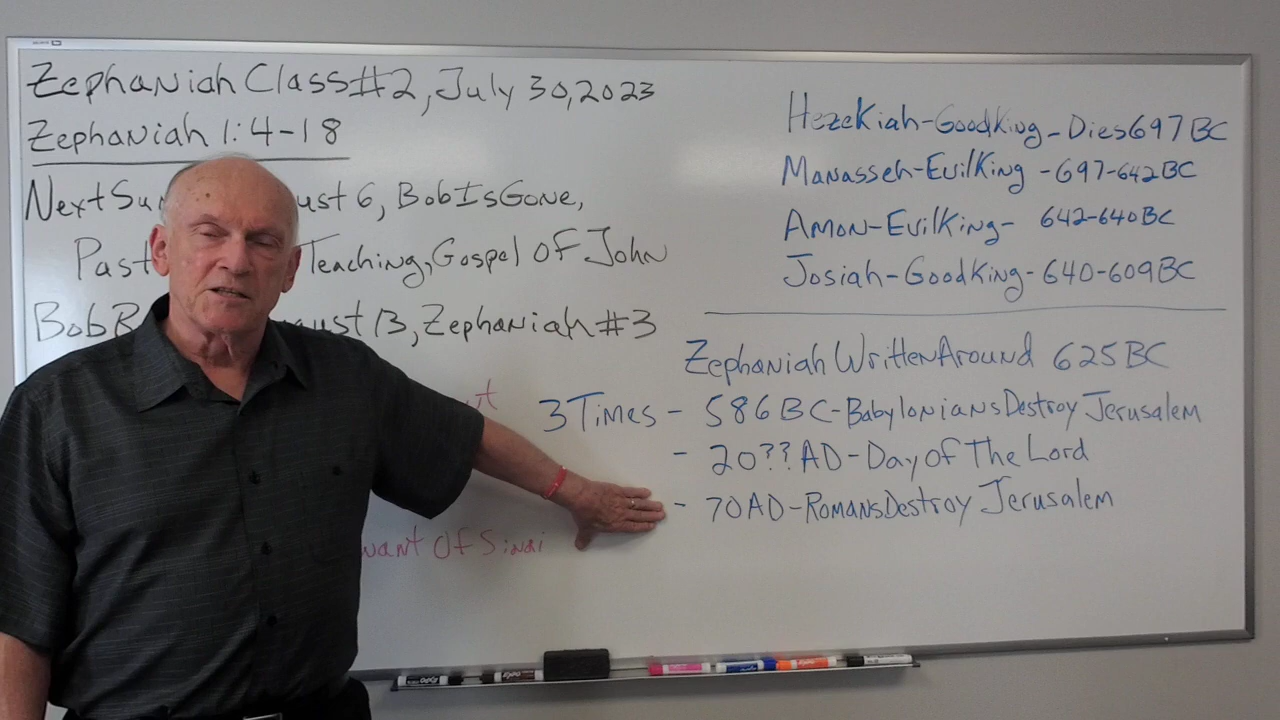 Zephaniah Class #2, July 30, 2023
Zephaniah 1:4-18
Next Sun ust 6, Bob Is Gone,
Past Teaching, Gospel Of John
Bob R ust 13, Zephaniah #3
Of Sinai
Hezekiah-Good King-Dies 697 BC
Manasseh-Evil King-697-642 BC
Amon-Evil King-642-640 BC
Josiah-Good King-640-609 BC
Zephaniah Written Around 625 BC
3 Times - 586 BC-Babylonians Destroy Jerusalem
- 20?? AD-Day Of The Lord
- 70 AD-Romans Destroy Jerusalem